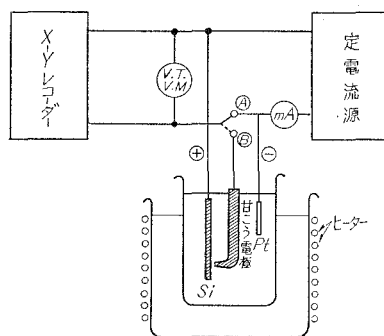 X-Yレコーダー
V.T.
V.M
定電流源
Ⓐ
mA
Ⓑ
⊕
⊖
甘こう電極
Pt
Si
ヒーター